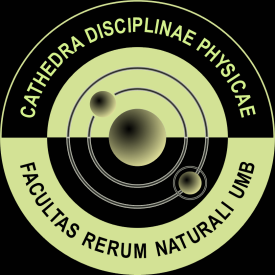 CATHEDRA DISCIPLINAE PHYSICAE
FACULTAS RERUM NATURALI UMB